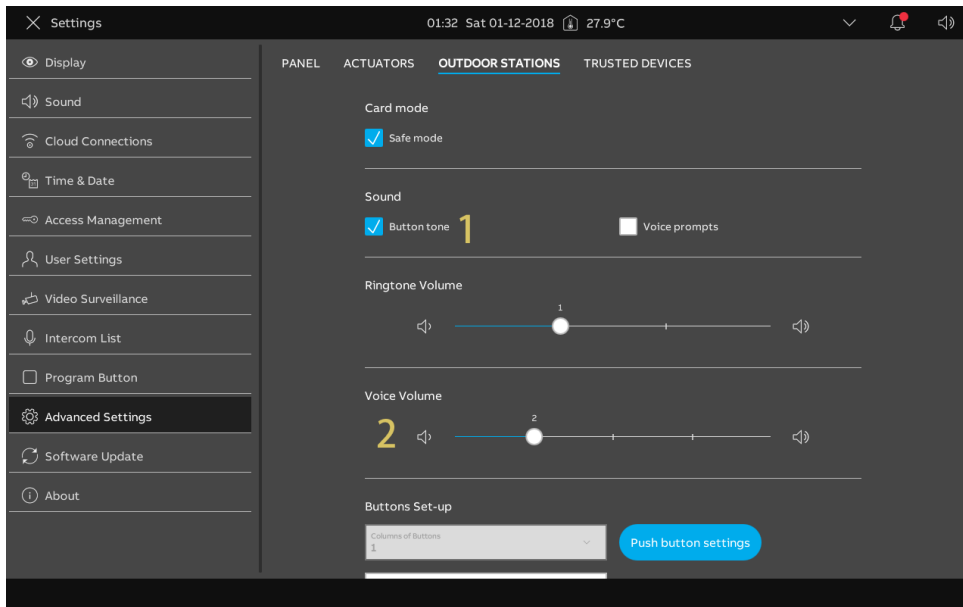 Settings
01:32 Sat 01-12-2018 27.9°C
Display
Sound
Cloud Connections
Time & Date
Access Management
User Settings
Video Surveillance
Intercom List
Program Button
Advanced Settings
Software Update
About
PANEL ACTUATORS OUTDOOR STATIONS TRUSTED DEVICES
Card mode
Safe mode
Sound
Button tone 1 Voice prompts
Ringtone Volume
1
Voice Volume
2
2
Buttons Set-up
Columns of Buttons
1
Push button settings